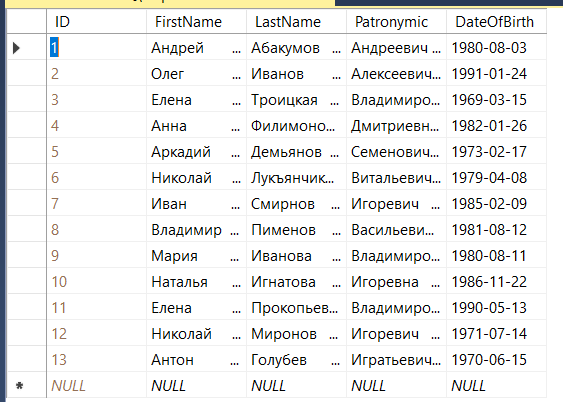 ID FirstName LastName Patronymic DateOfBirth
1 Андрей ... Абакумов ... Андреевич ... 1980-08-03
2 Олег ... Иванов ... Алексеевич... 1991-01-24
3 Елена ... Троицкая ... Владимиро... 1969-03-15
4 Анна ... Филимоно... Дмитриевн... 1982-01-26
5 Аркадий ... Демьянов ... Семенович... 1973-02-17
6 Николай ... Лукъянчик... Витальевич... 1979-04-08
7 Иван ... Смирнов ... Игоревич ... 1985-02-09
8 Владимир ... Пименов ... Васильеви... 1981-08-12
9 Мария ... Иванова ... Владимиро... 1980-08-11
10 Наталья ... Игнатова ... Игоревна ... 1986-11-22
11 Елена ... Прокопьев... Владимиро... 1990-05-13
12 Николай ... Миронов ... Игоревич ... 1971-07-14
13 Антон ... Голубев ... Игратьевич... 1970-06-15
NULL NULL NULL NULL NULL